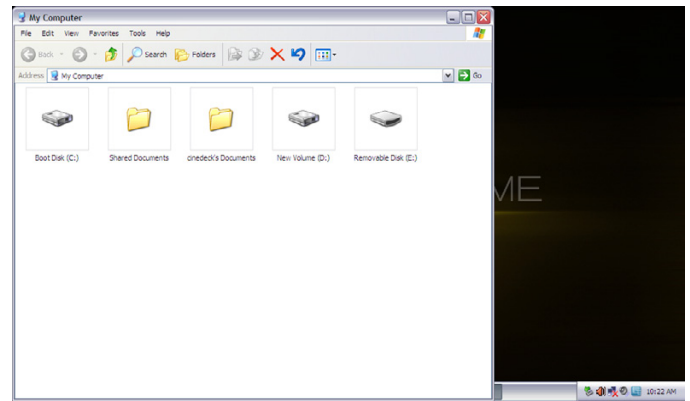 My Computer
File Edit View Favorites Tools Help
Back Search Folders
Address My Computer Go
Boot Disk (C:) Shared Documents cinedeck's Documents New Volume (D:) Removable Disk (E:)
ME
10:22 AM